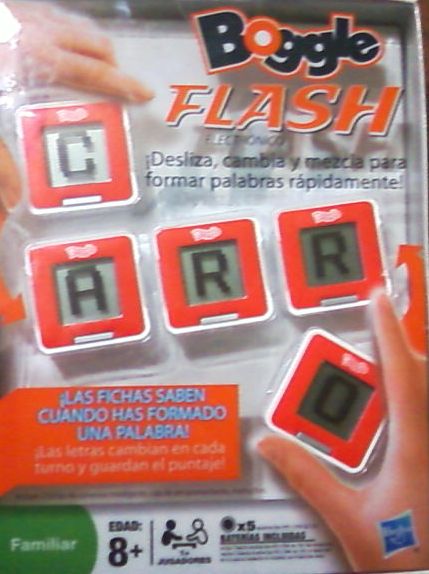 Boggle
FLASH
ELECTRÓNICO
¡Desliza, cambia y mezcla para
formar palabras rápidamente!
C
A R R
O
¡LAS FICHAS SABEN
CUANDO HAS FORMADO
UNA PALABRA!
¡Las letras cambian en cada
turno y guardan el puntaje!
Familiar
EDAD:
8+
1+
JUGADORES
x5
BATERÍAS INCLUIDAS
Hasbro